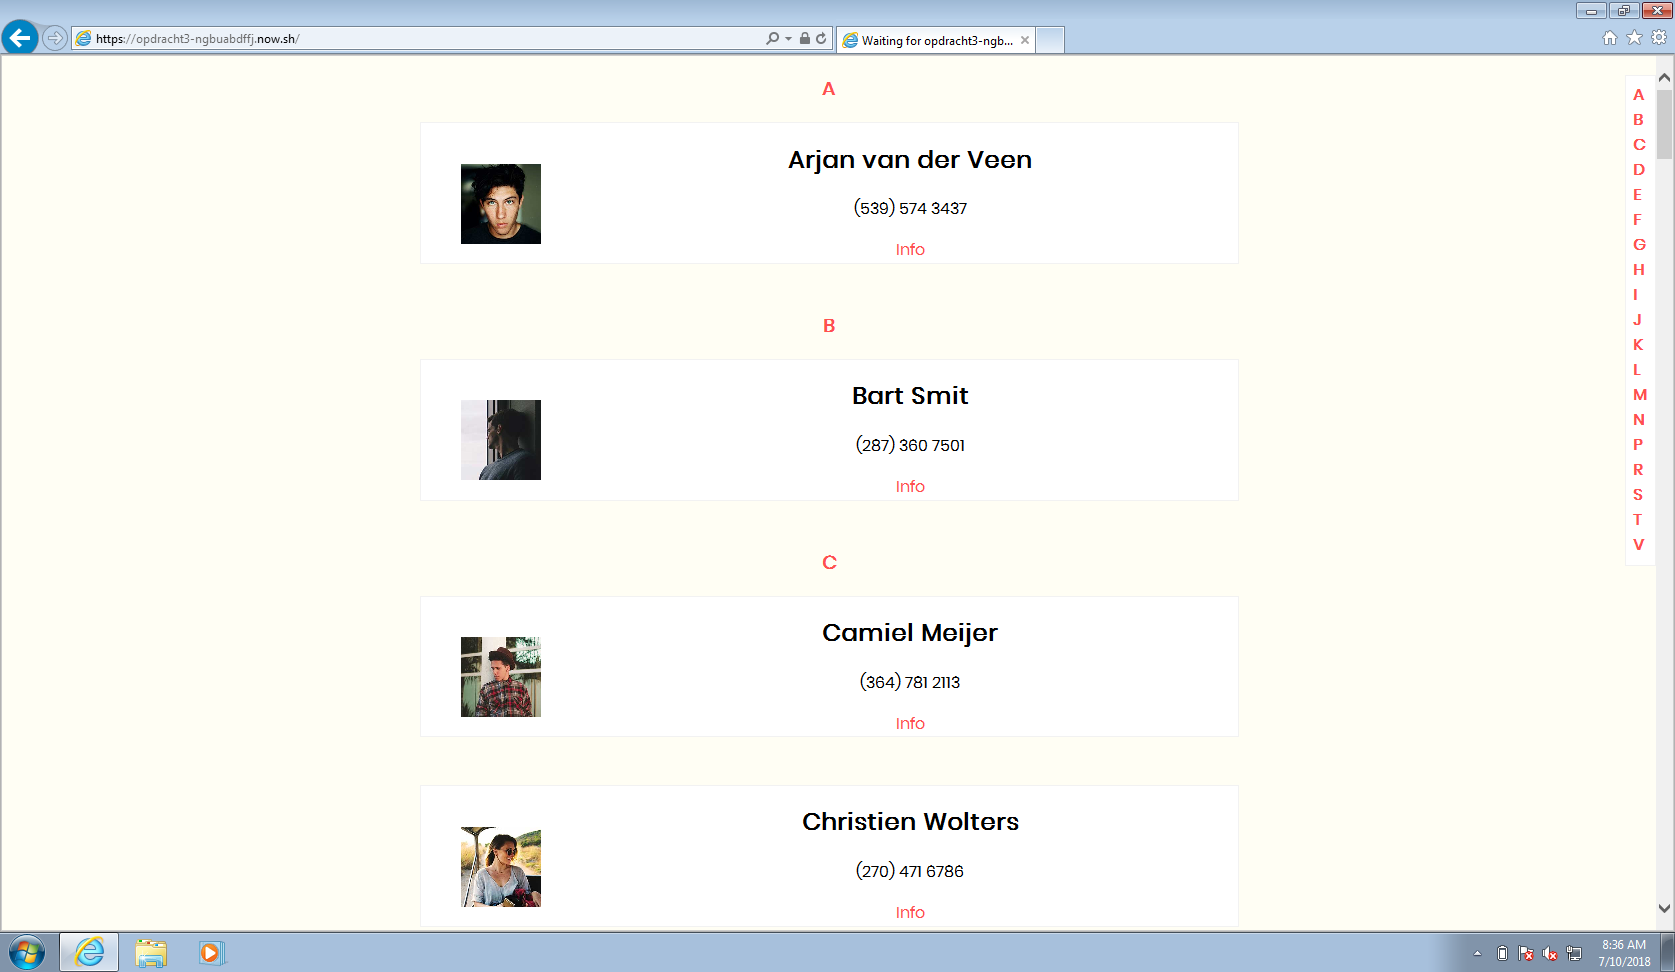 https://opdracht3-ngbuabdffj.now.sh/
Waiting for opdracht3-ngb...
A
Arjan van der Veen
(539) 574 3437
Info
B
Bart Smit
(287) 360 7501
Info
C
Camiel Meijer
(364) 781 2113
Info
Christien Wolters
(270) 471 6786
Info
A
B
C
D
E
F
G
H
I
J
K
L
M
N
P
R
S
T
V
8:36 AM
7/10/2018